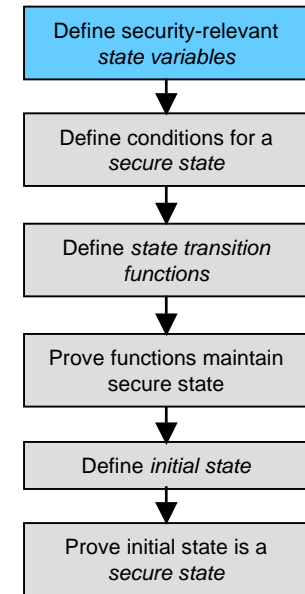 Define security-relevant
state variables
Define conditions for a
secure state
Define state transition
functions
Prove functions maintain
secure state
Define initial state
Prove initial state is a
secure state